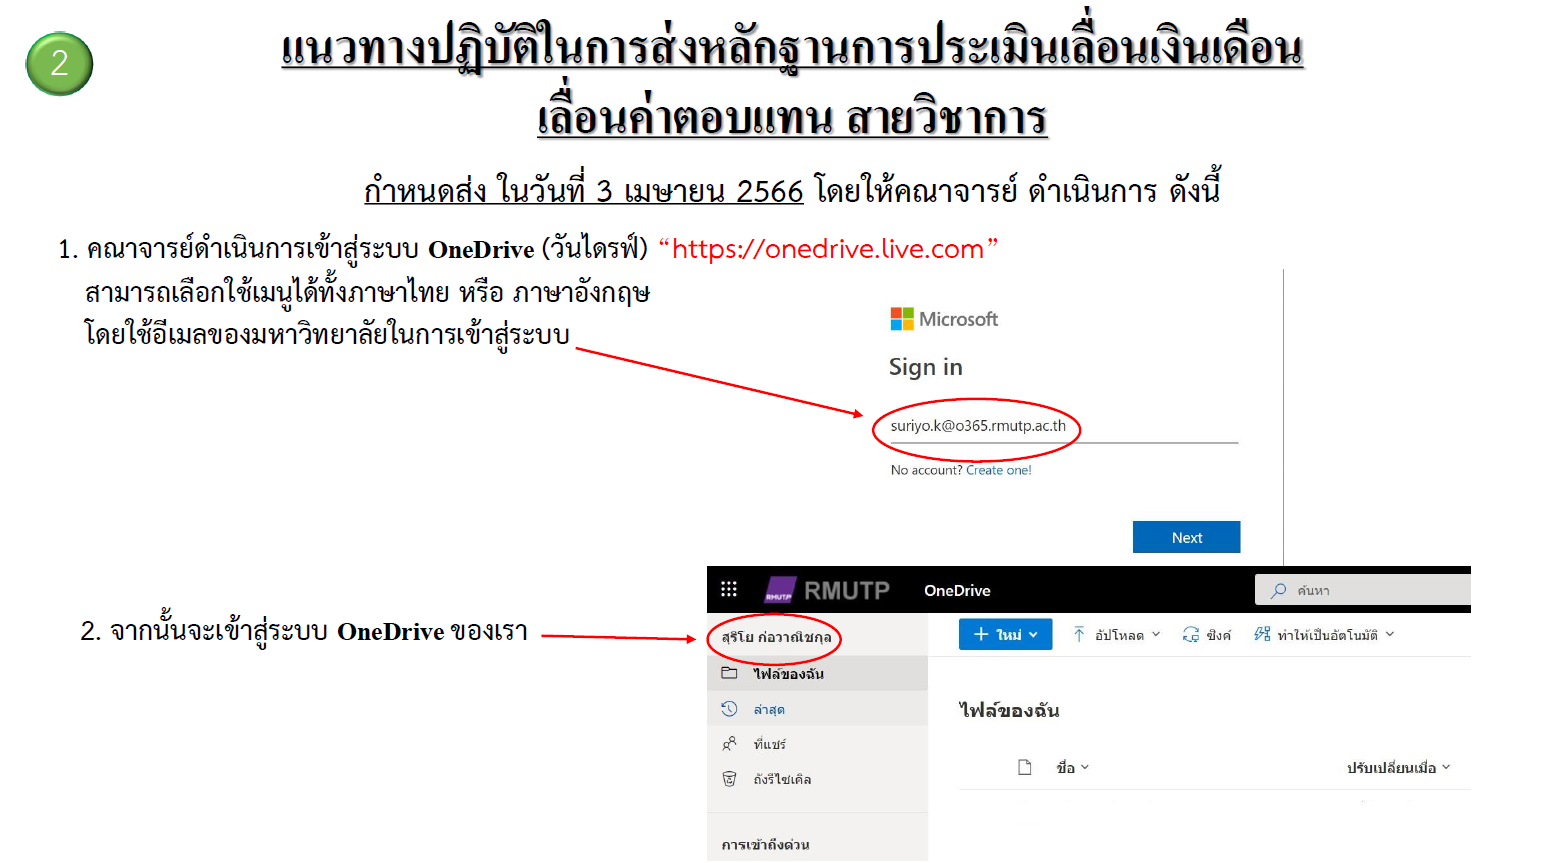 2
แนวทางปฏิบัติในการส่งหลักฐานการประเมินเลื่อนเงินเดือน
เลื่อนค่าตอบแทน สายวิชาการ
กำหนดส่ง ในวันที่ 3 เมษายน 2566 โดยให้คณาจารย์ ดำเนินการ ดังนี้
1. คณาจารย์ดำเนินการเข้าสู่ระบบ OneDrive (วันไดรฟ์) “https://onedrive.live.com”
สามารถเลือกใช้เมนูได้ทั้งภาษาไทย หรือ ภาษาอังกฤษ
โดยใช้อีเมลของมหาวิทยาลัยในการเข้าสู่ระบบ
Microsoft
Sign in
suriyo.k@o365.rmutp.ac.th
No account? Create one!
Next
2. จากนั้นจะเข้าสู่ระบบ OneDrive ของเรา
RMUTP RMUTP OneDrive ค้นหา
สุริโย ก่อวาณิชกุล
+ ใหม่ อัปโหลด ซิงค์ ทำให้เป็นอัตโนมัติ
ไฟล์ของฉัน
ล่าสุด
ที่แชร์
ถังรีไซเคิล
การเข้าถึงด่วน
ไฟล์ของฉัน
ชื่อ ปรับเปลี่ยนเมื่อ